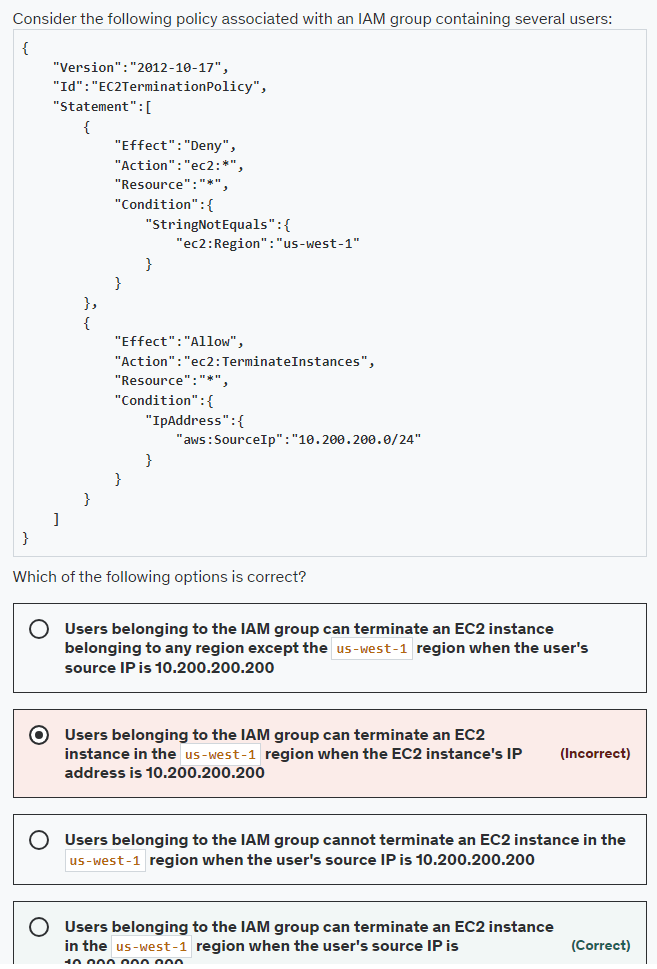 Consider the following policy associated with an IAM group containing several users:
{
    "Version":"2012-10-17",
    "Id":"EC2TerminationPolicy",
    "Statement":[
        {
            "Effect":"Deny",
            "Action":"ec2:*",
            "Resource":"*",
            "Condition":{
                "StringNotEquals":{
                    "ec2:Region":"us-west-1"
                }
            }
        },
        {
            "Effect":"Allow",
            "Action":"ec2:TerminateInstances",
            "Resource":"*",
            "Condition":{
                "IpAddress":{
                    "aws:SourceIp":"10.200.200.0/24"
                }
            }
        }
    ]
}
Which of the following options is correct?
Users belonging to the IAM group can terminate an EC2 instance
belonging to any region except the us-west-1 region when the user's
source IP is 10.200.200.200
Users belonging to the IAM group can terminate an EC2
instance in the us-west-1 region when the EC2 instance's IP
address is 10.200.200.200
(Incorrect)
Users belonging to the IAM group cannot terminate an EC2 instance in the
us-west-1 region when the user's source IP is 10.200.200.200
Users belonging to the IAM group can terminate an EC2 instance
in the us-west-1 region when the user's source IP is
(Correct)